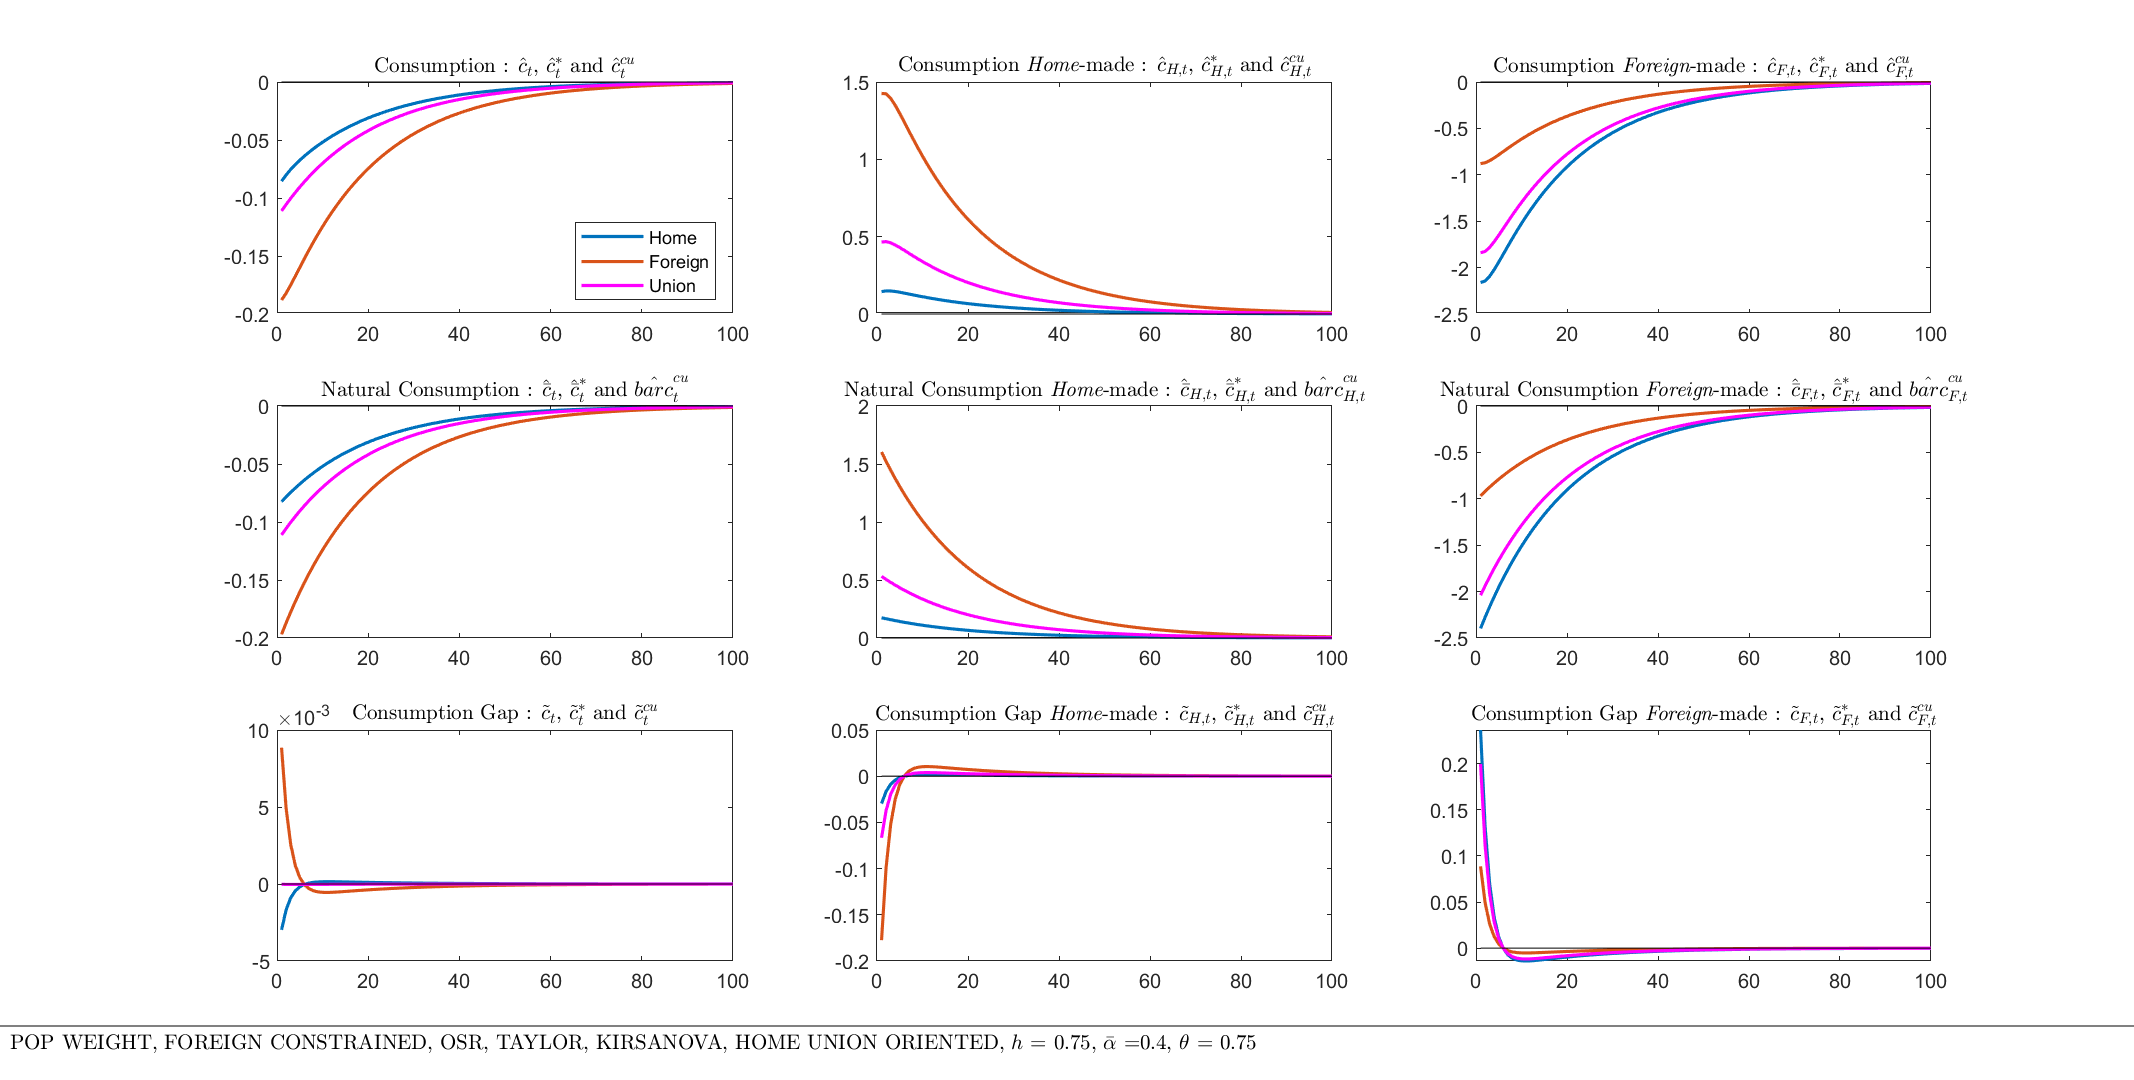 Consumption : ĉ_t, ĉ*_t and ĉ^cu_t
Consumption Home-made : ĉ_H,t, ĉ*_H,t and ĉ^cu_H,t
Consumption Foreign-made : ĉ_F,t, ĉ*_F,t and ĉ^cu_F,t
0 -0.05 -0.1 -0.15 -0.2
0 20 40 60 80 100
Home
Foreign
Union
1.5 1 0.5 0
0 20 40 60 80 100
0 -0.5 -1 -1.5 -2 -2.5
0 20 40 60 80 100
Natural Consumption : ĉ̄_t, ĉ̄*_t and bar̂c^cu_t
Natural Consumption Home-made : ĉ̄_H,t, ĉ̄*_H,t and bar̂c^cu_H,t
Natural Consumption Foreign-made : ĉ̄_F,t, ĉ̄*_F,t and bar̂c^cu_F,t
0 -0.05 -0.1 -0.15 -0.2
0 20 40 60 80 100
2 1.5 1 0.5 0
0 20 40 60 80 100
0 -0.5 -1 -1.5 -2 -2.5
0 20 40 60 80 100
Consumption Gap : c̃_t, c̃*_t and c̃^cu_t
Consumption Gap Home-made : c̃_H,t, c̃*_H,t and c̃^cu_H,t
Consumption Gap Foreign-made : c̃_F,t, c̃*_F,t and c̃^cu_F,t
×10^-3
10 5 0 -5
0 20 40 60 80 100
0.05 0 -0.05 -0.1 -0.15 -0.2
0 20 40 60 80 100
0.2 0.15 0.1 0.05 0
0 20 40 60 80 100
POP WEIGHT, FOREIGN CONSTRAINED, OSR, TAYLOR, KIRSANOVA, HOME UNION ORIENTED, h = 0.75, ᾱ =0.4, θ = 0.75